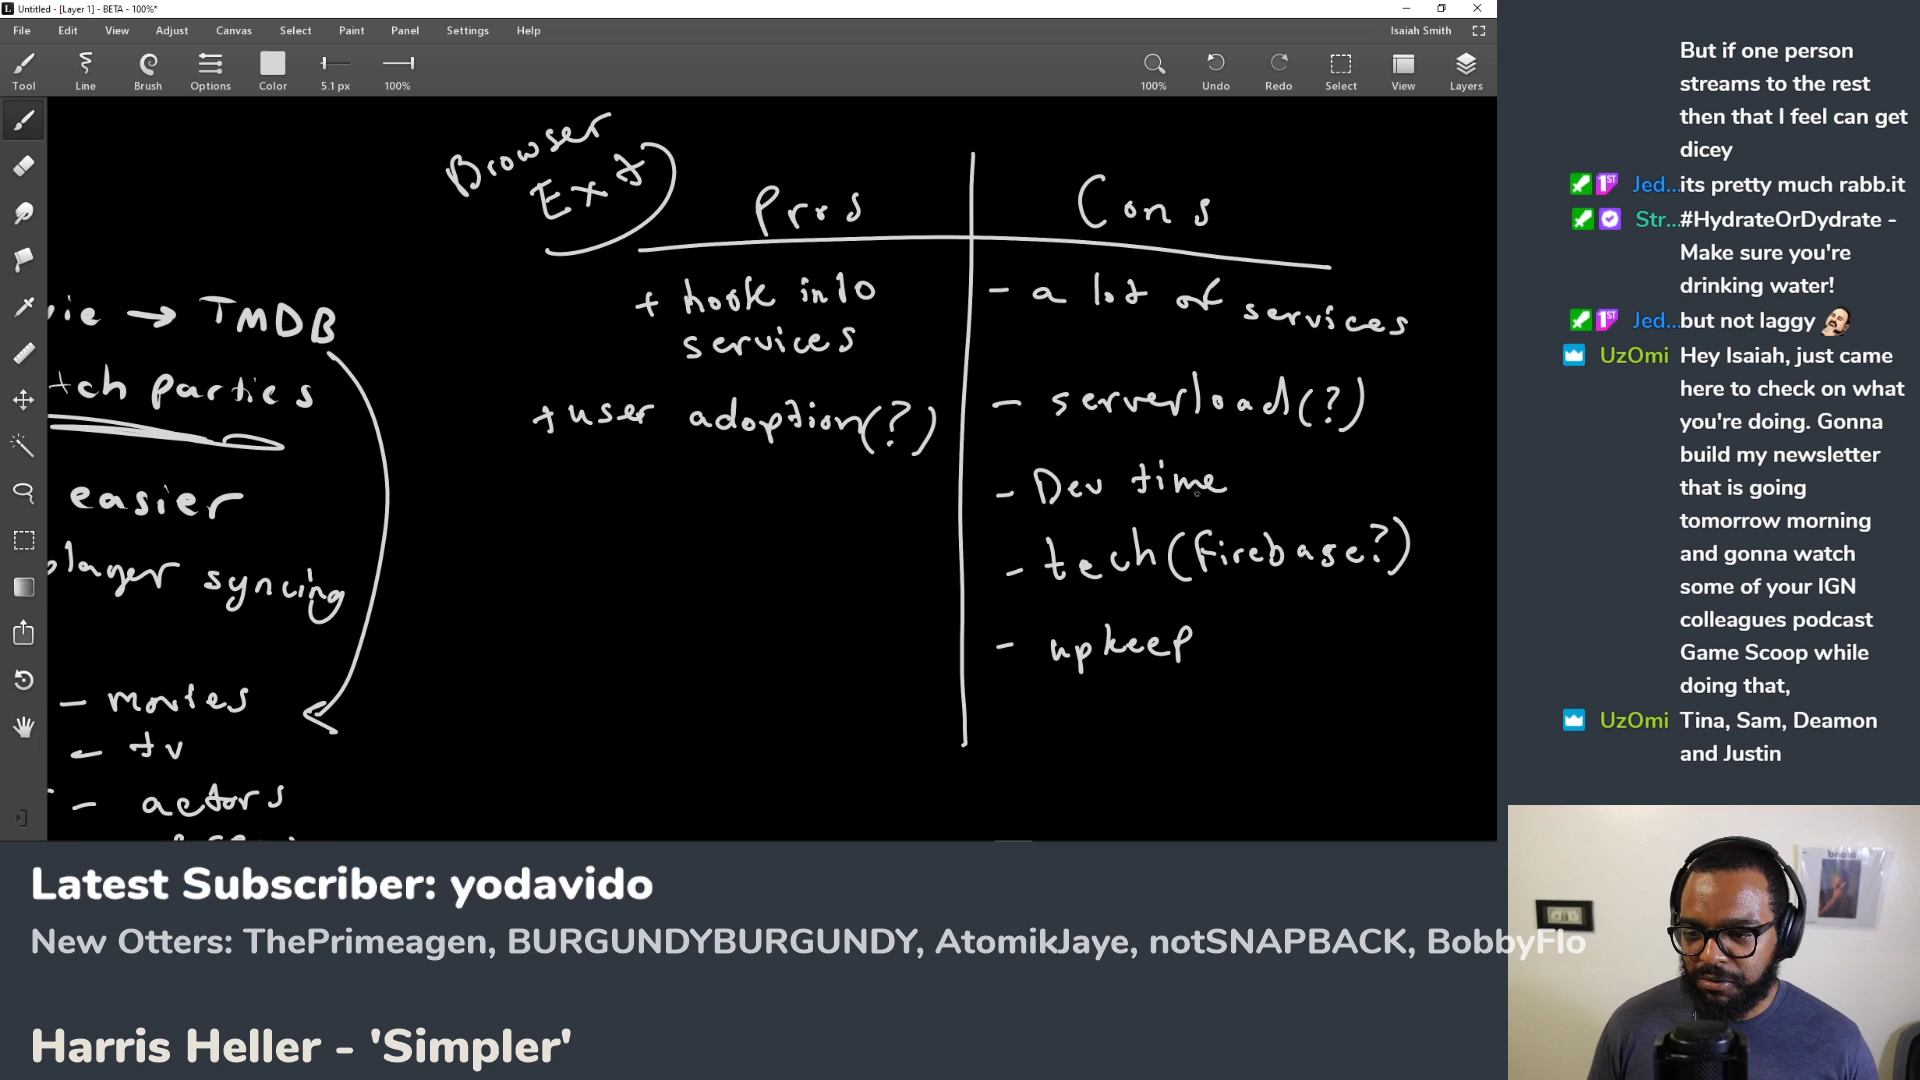 Untitled - [Layer 1] - BETA - 100%*
File Edit View Adjust Canvas Select Paint Panel Settings Help
Isaiah Smith
Tool Line Brush Options Color 5.1 px 100%
100% Undo Redo Select View Layers
Browser
Ext
Pros
Cons
+ hook into
services
+ user adoption(?)
- a lot of services
- serverload(?)
- Dev time
- tech(firebase?)
- upkeep
ie → TMDB
tch parties
easier
layer syncing
- movies
- tv
- actors
But if one person
streams to the rest
then that I feel can get
dicey
1ST Jed... its pretty much rabb.it
Str... #HydrateOrDydrate -
Make sure you're
drinking water!
1ST Jed... but not laggy
UzOmi Hey Isaiah, just came
here to check on what
you're doing. Gonna
build my newsletter
that is going
tomorrow morning
and gonna watch
some of your IGN
colleagues podcast
Game Scoop while
doing that,
UzOmi Tina, Sam, Deamon
and Justin
Latest Subscriber: yodavido
New Otters: ThePrimeagen, BURGUNDYBURGUNDY, AtomikJaye, notSNAPBACK, BobbyFlo
Harris Heller - 'Simpler'